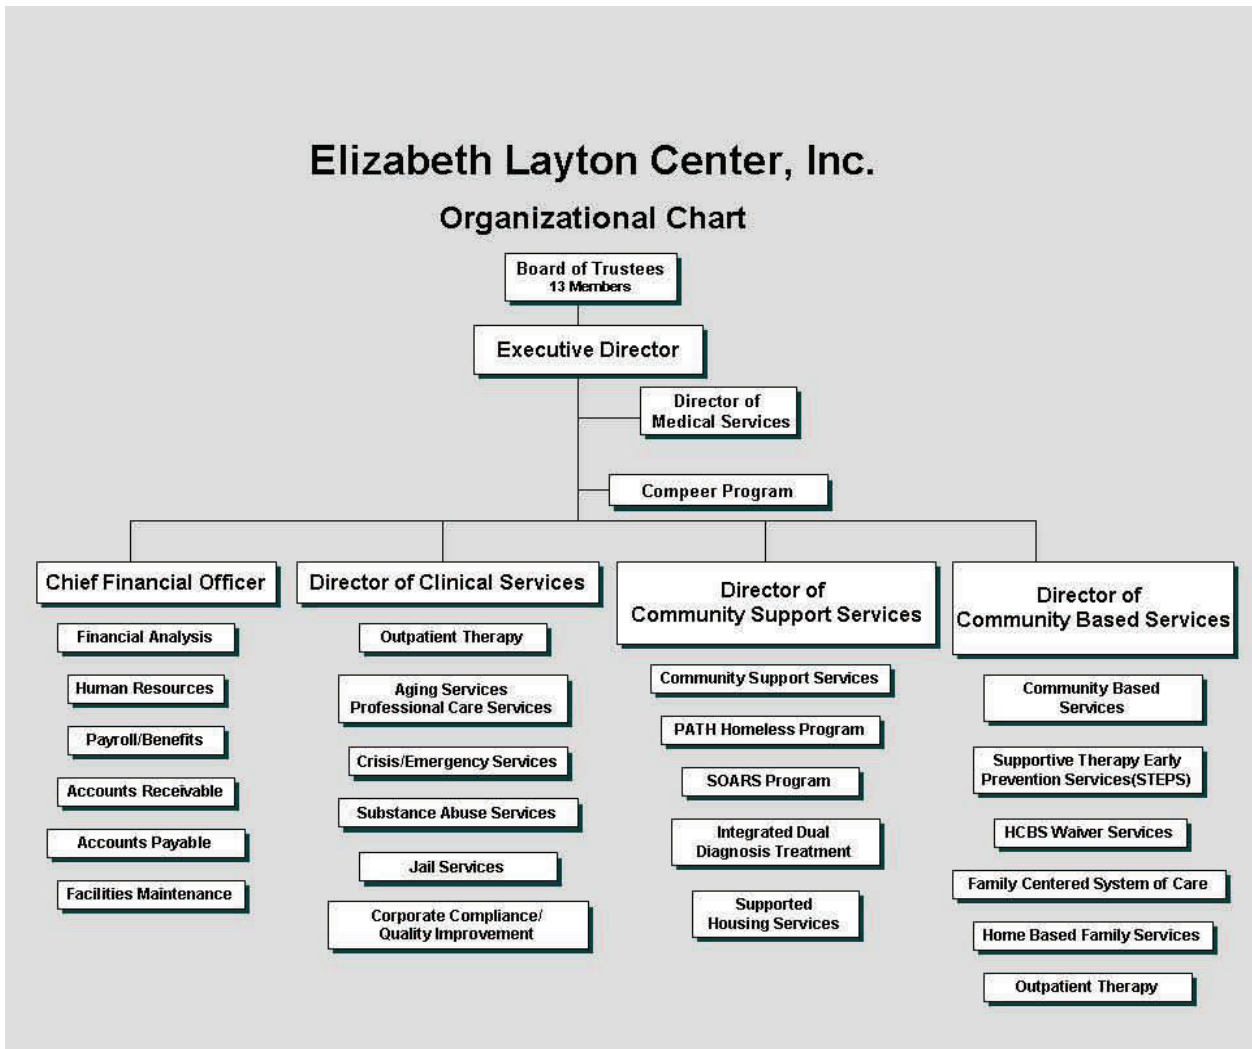 Elizabeth Layton Center, Inc.
Organizational Chart
Board of Trustees
13 Members
Executive Director
Director of
Medical Services
Compeer Program
Chief Financial Officer
Financial Analysis
Human Resources
Payroll/Benefits
Accounts Receivable
Accounts Payable
Facilities Maintenance
Director of Clinical Services
Outpatient Therapy
Aging Services
Professional Care Services
Crisis/Emergency Services
Substance Abuse Services
Jail Services
Corporate Compliance/
Quality Improvement
Director of
Community Support Services
Community Support Services
PATH Homeless Program
SOARS Program
Integrated Dual
Diagnosis Treatment
Supported
Housing Services
Director of
Community Based Services
Community Based
Services
Supportive Therapy Early
Prevention Services(STEPS)
HCBS Waiver Services
Family Centered System of Care
Home Based Family Services
Outpatient Therapy